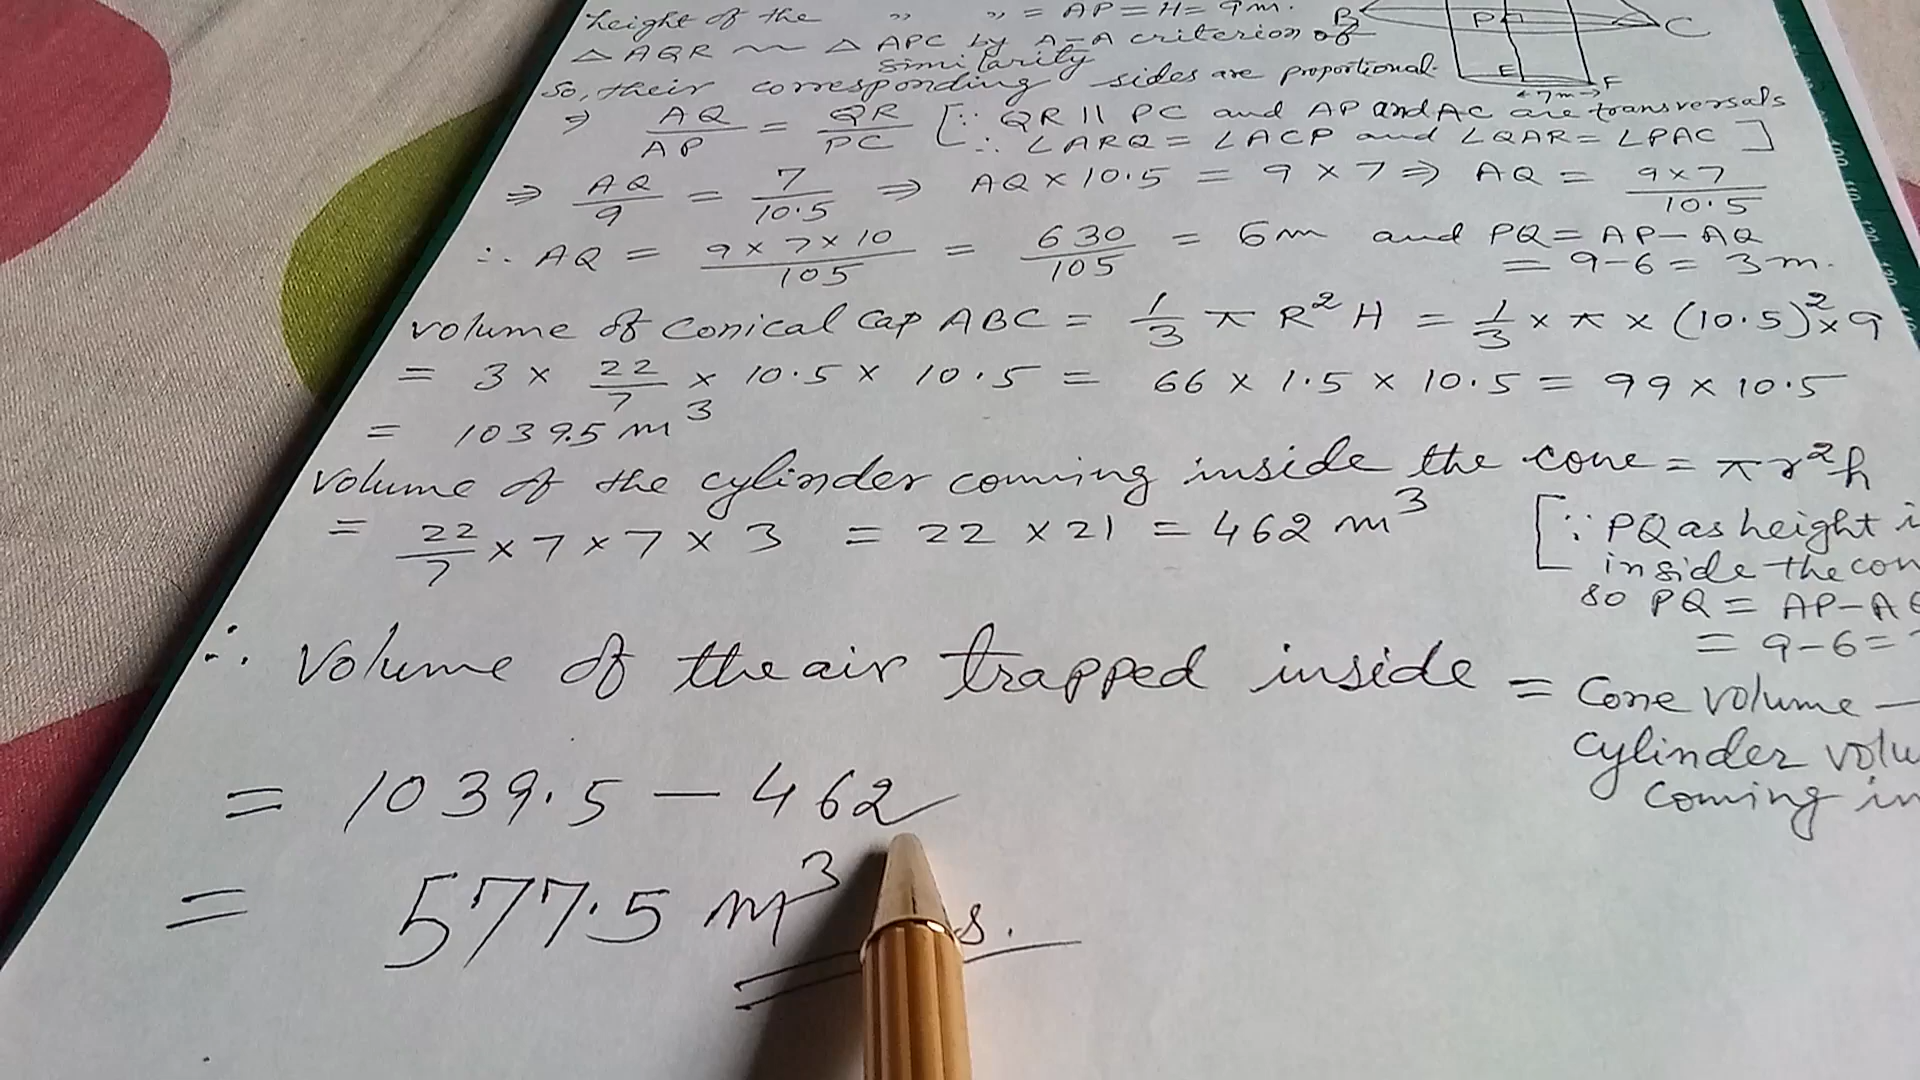 height of the " " = AP = H = 9m.
△ AQR ~ △ APC by A-A criterion of
similarity
So, their corresponding sides are proportional.
⇒ AQ/AP = QR/PC [∵ QR || PC and AP and AC are transversals
∴ ∠ARQ = ∠ACP and ∠QAR = ∠PAC]
⇒ AQ/9 = 7/10.5 ⇒ AQ × 10.5 = 9 × 7 ⇒ AQ = 9×7/10.5
∴ AQ = 9×7×10/105 = 630/105 = 6m and PQ = AP – AQ
= 9-6 = 3m.
Volume of Conical Cap ABC = 1/3 π R² H = 1/3 × π × (10.5)² × 9
= 3 × 22/7 × 10.5 × 10.5 = 66 × 1.5 × 10.5 = 99 × 10.5
= 1039.5 m³
Volume of the cylinder coming inside the cone = πr²h
= 22/7 × 7 × 7 × 3 = 22 × 21 = 462 m³
[∵ PQ as height
inside the
so PQ = AP-A
= 9-6=
∴ Volume of the air trapped inside = Cone volume –
cylinder
coming
= 1039.5 – 462
= 577.5 m³
B
P
C
E
F
7m